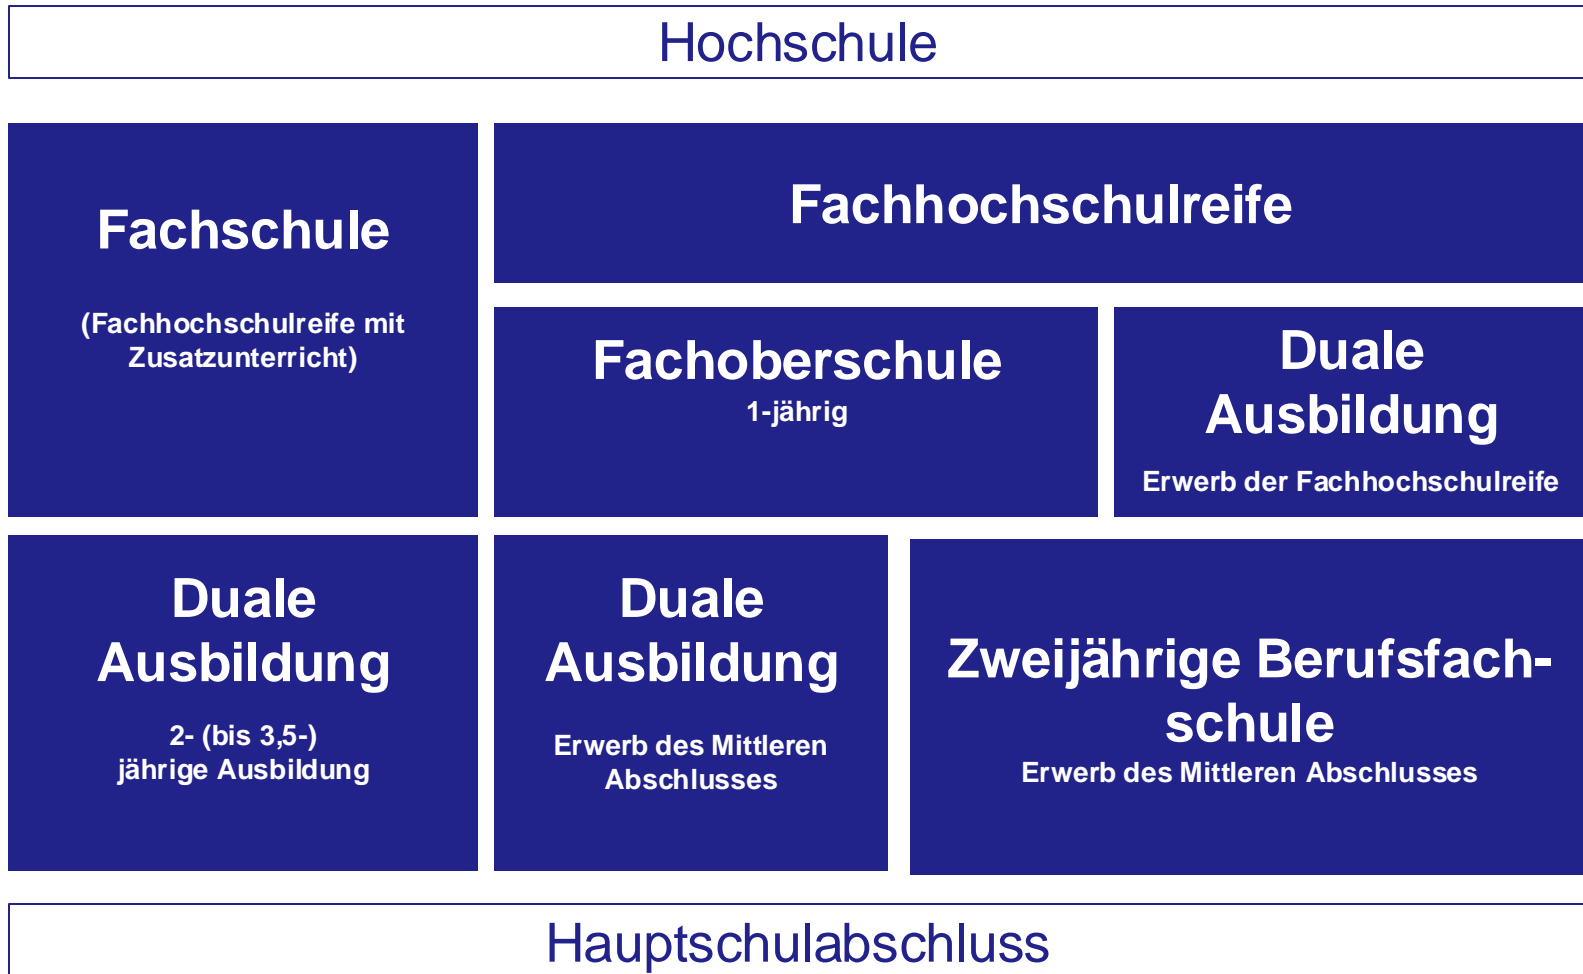 Hochschule
Fachschule
(Fachhochschulreife mit
Zusatzunterricht)
Fachhochschulreife
Fachoberschule
1-jährig
Duale
Ausbildung
Erwerb der Fachhochschulreife
Duale
Ausbildung
2- (bis 3,5-)
jährige Ausbildung
Duale
Ausbildung
Erwerb des Mittleren
Abschlusses
Zweijährige Berufsfach-
schule
Erwerb des Mittleren Abschlusses
Hauptschulabschluss